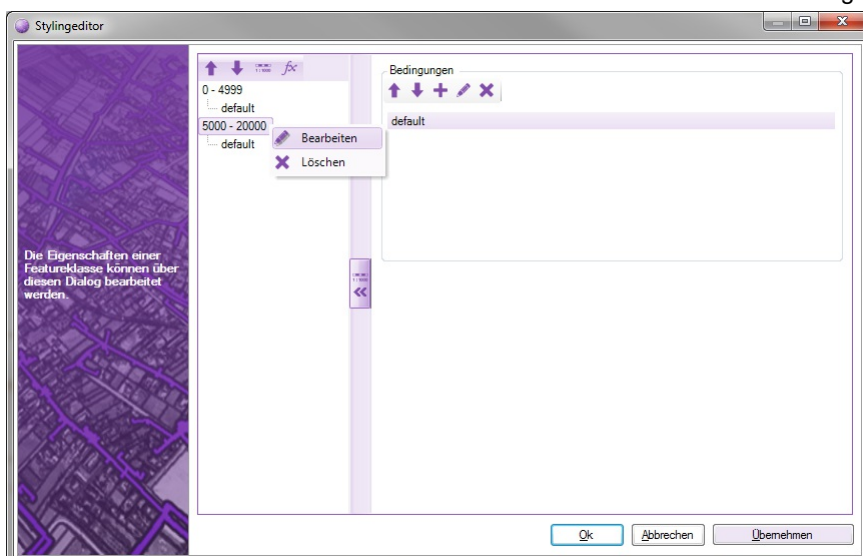 Stylingeditor
fx
0 - 4999
default
5000 - 20000
default
Bearbeiten
Löschen
Bedingungen
default
Die Eigenschaften einer
Featureklasse können über
diesen Dialog bearbeitet
werden.
Ok
Abbrechen
Übernehmen